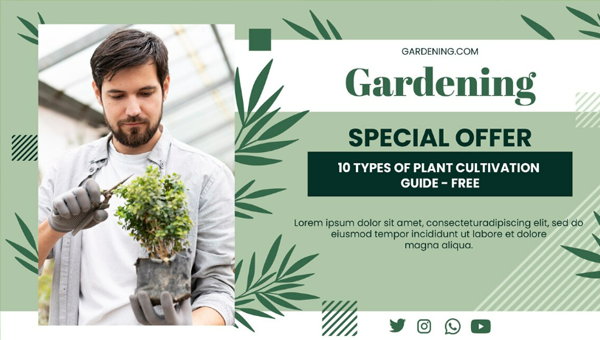 GARDENING.COM
Gardening
SPECIAL OFFER
10 TYPES OF PLANT CULTIVATION
GUIDE - FREE
Lorem ipsum dolor sit amet, consecteturadipiscing elit, sed do
eiusmod tempor incididunt ut labore et dolore
magna aliqua.